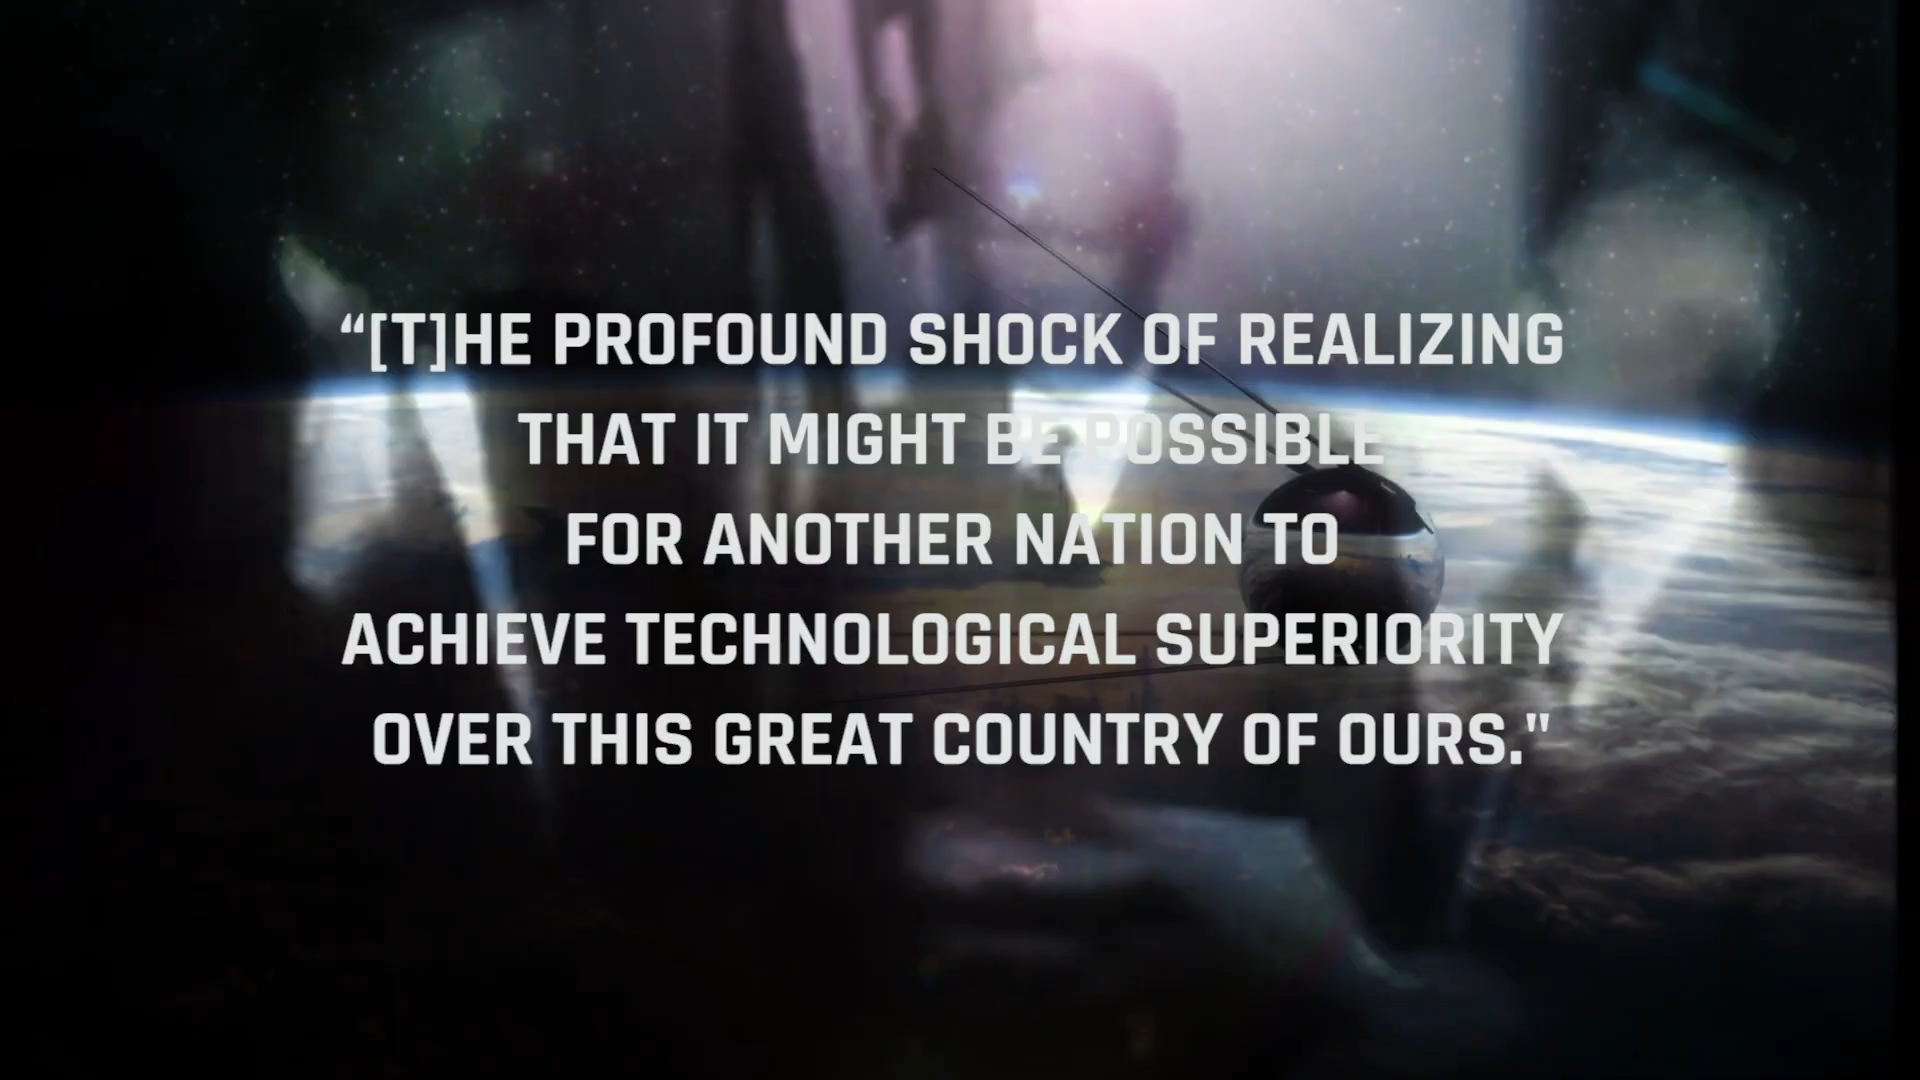 “[T]HE PROFOUND SHOCK OF REALIZING
THAT IT MIGHT BE POSSIBLE
FOR ANOTHER NATION TO
ACHIEVE TECHNOLOGICAL SUPERIORITY
OVER THIS GREAT COUNTRY OF OURS."